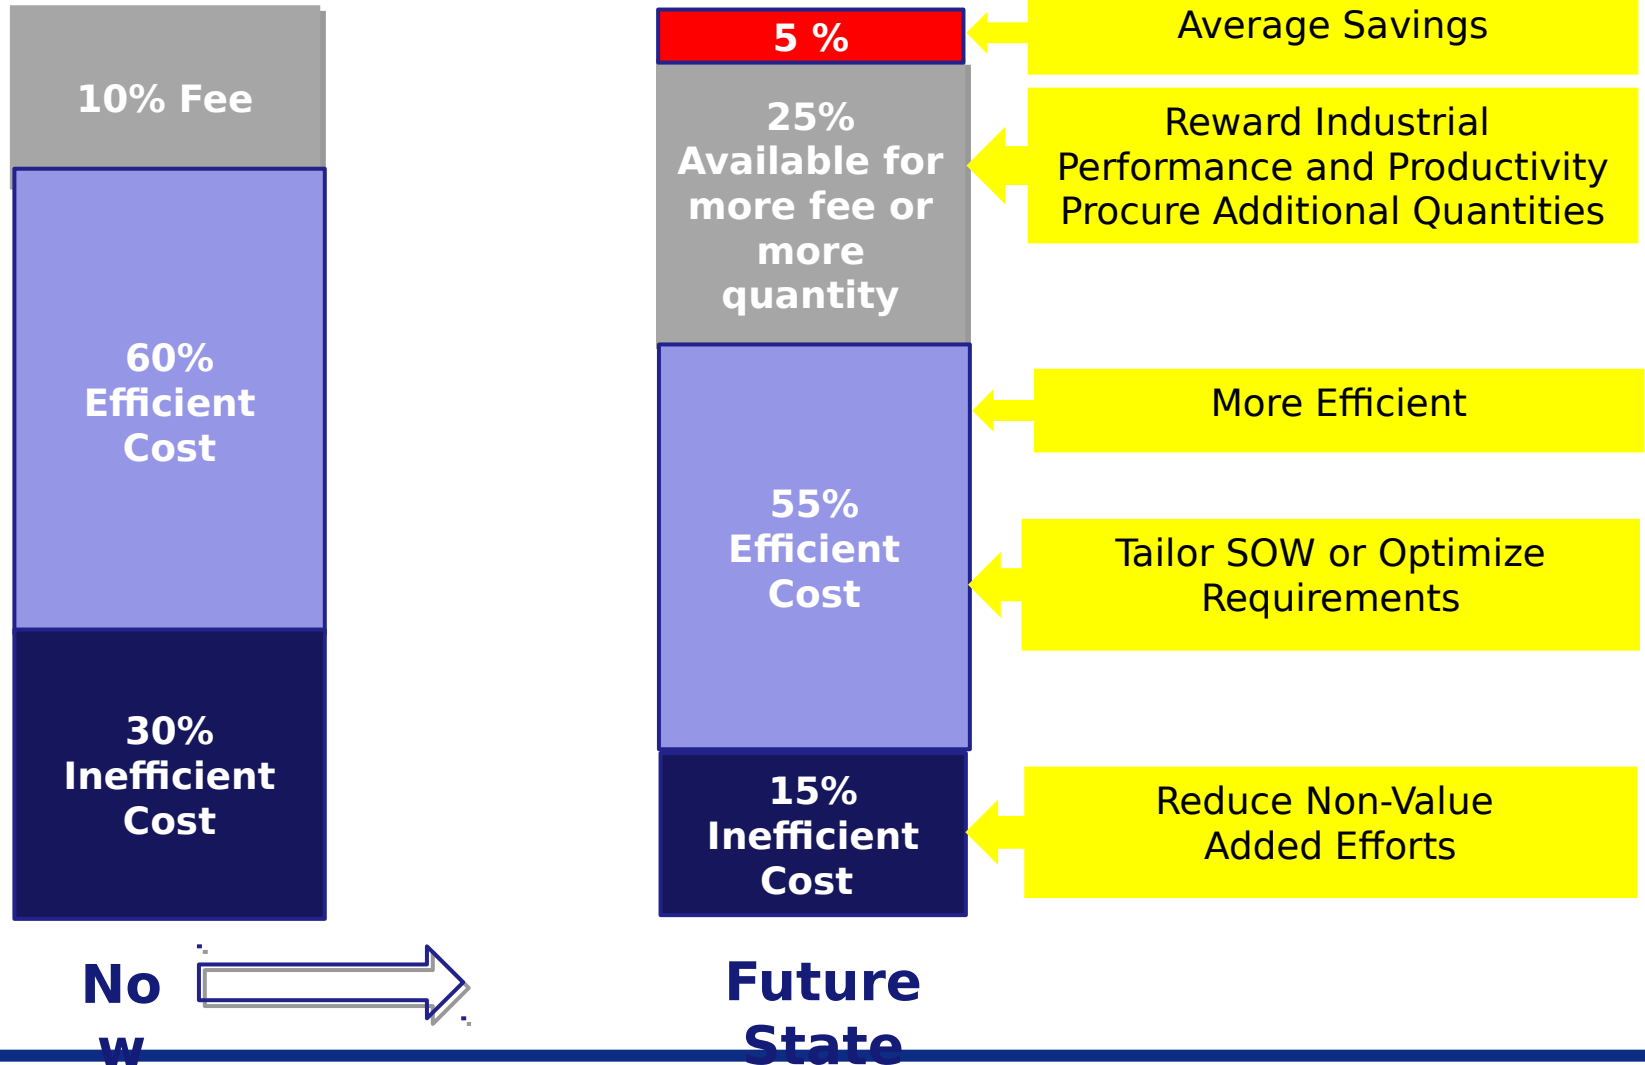 10% Fee
60%
Efficient
Cost
30%
Inefficient
Cost
No
w
5 %
25%
Available for
more fee or
more
quantity
55%
Efficient
Cost
15%
Inefficient
Cost
Future
State
Average Savings
Reward Industrial
Performance and Productivity
Procure Additional Quantities
More Efficient
Tailor SOW or Optimize
Requirements
Reduce Non-Value
Added Efforts